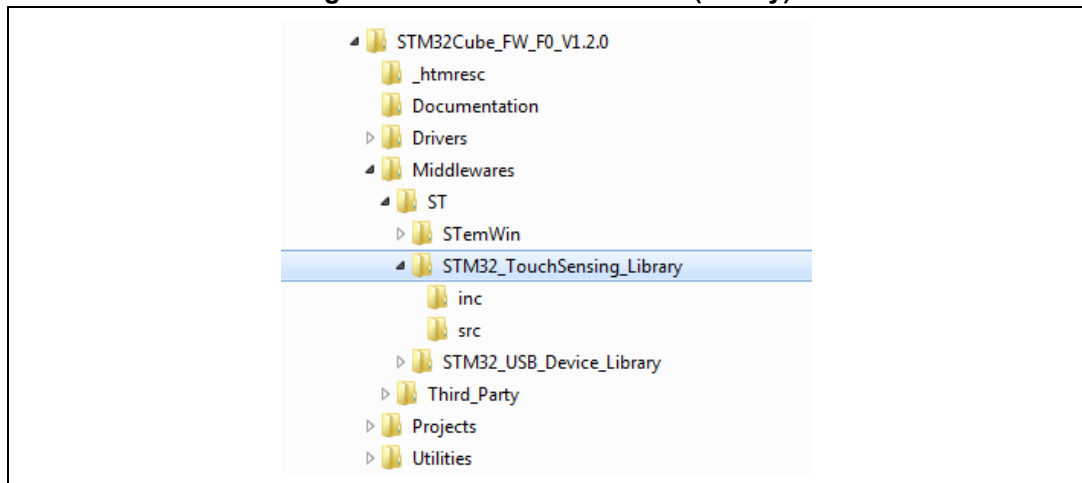 STM32Cube_FW_F0_V1.2.0
_htmresc
Documentation
Drivers
Middlewares
ST
STemWin
STM32_TouchSensing_Library
inc
src
STM32_USB_Device_Library
Third_Party
Projects
Utilities